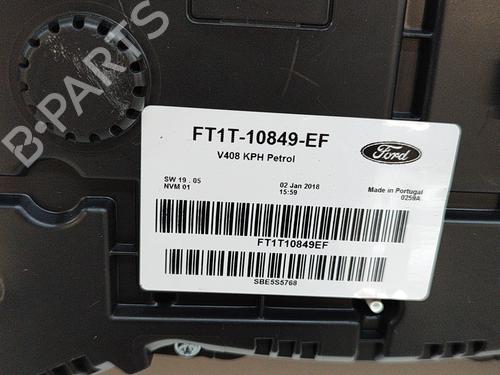 B-PARTS
FT1T-10849-EF
V408 KPH Petrol
Ford
SW 19 . 05
NVM 01
02 Jan 2018
15:59
Made in Portugal
0259A
FT1T10849EF
SBE5S5768